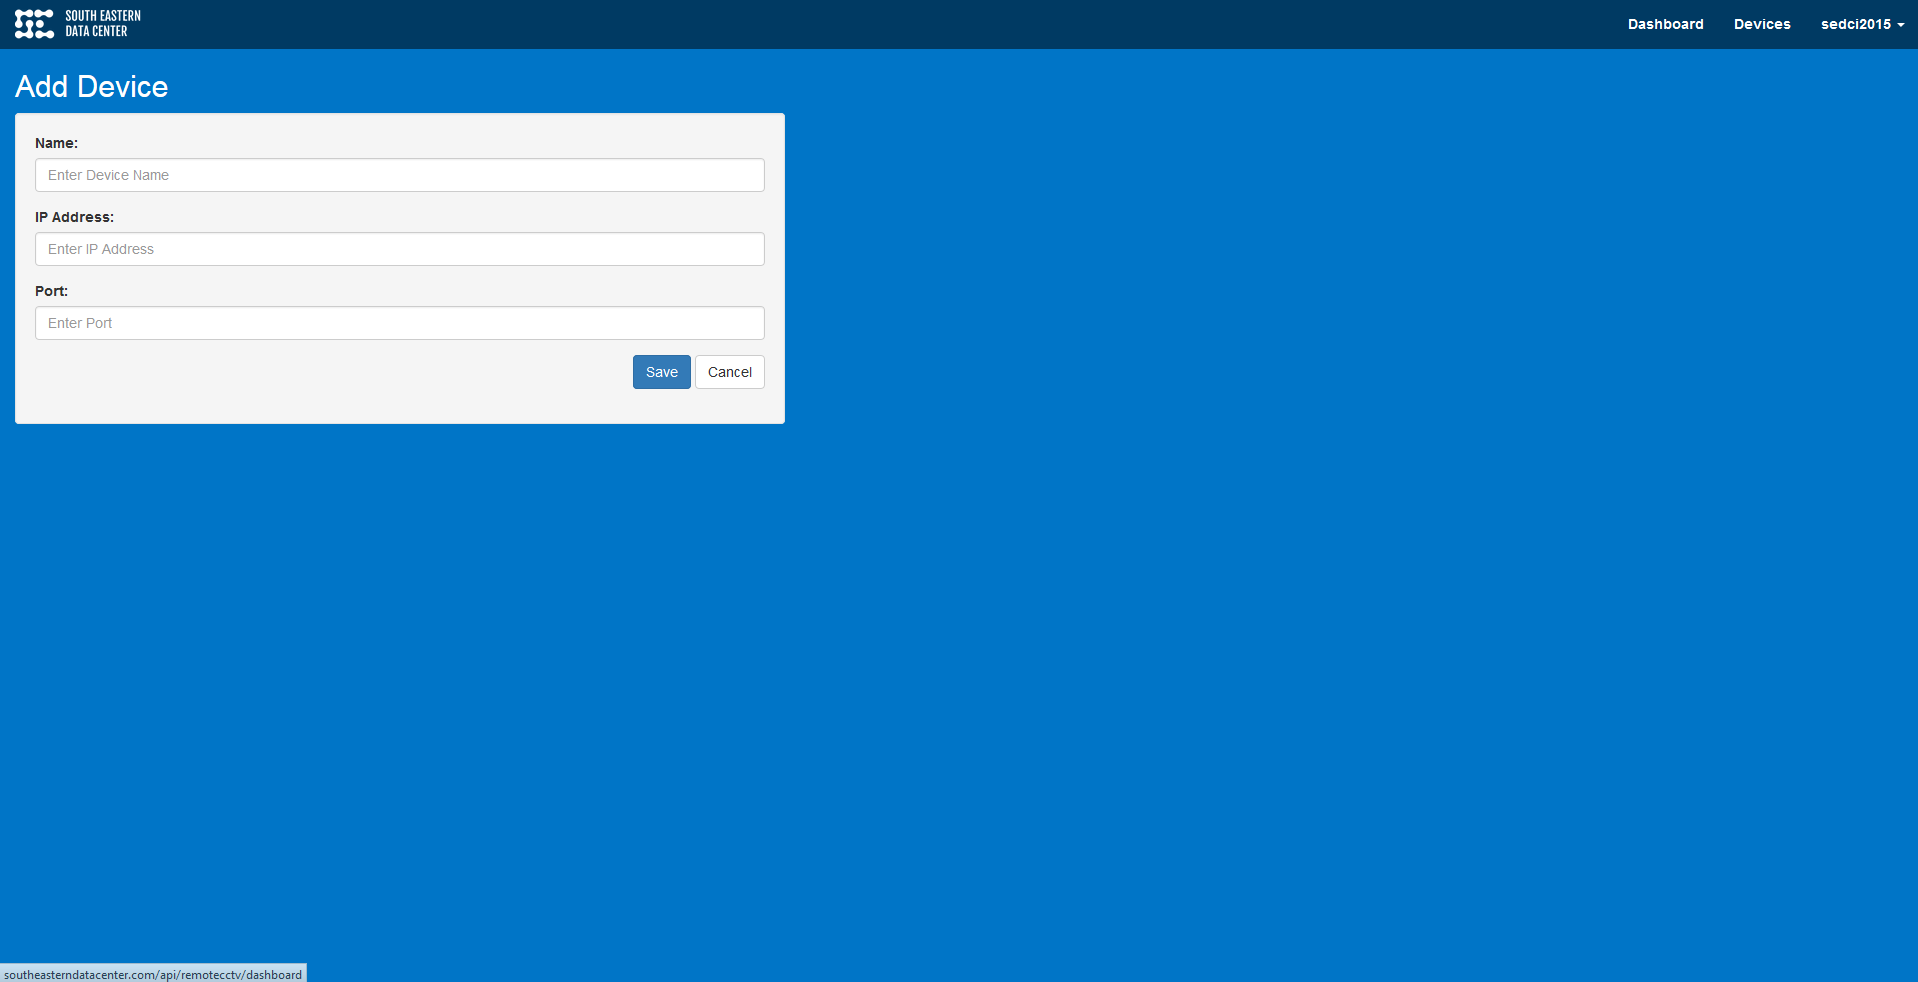 SOUTH EASTERN
DATA CENTER
Dashboard
Devices
sedci2015
Add Device
Name:
Enter Device Name
IP Address:
Enter IP Address
Port:
Enter Port
Save
Cancel
southeasterndatacenter.com/api/remotecctv/dashboard